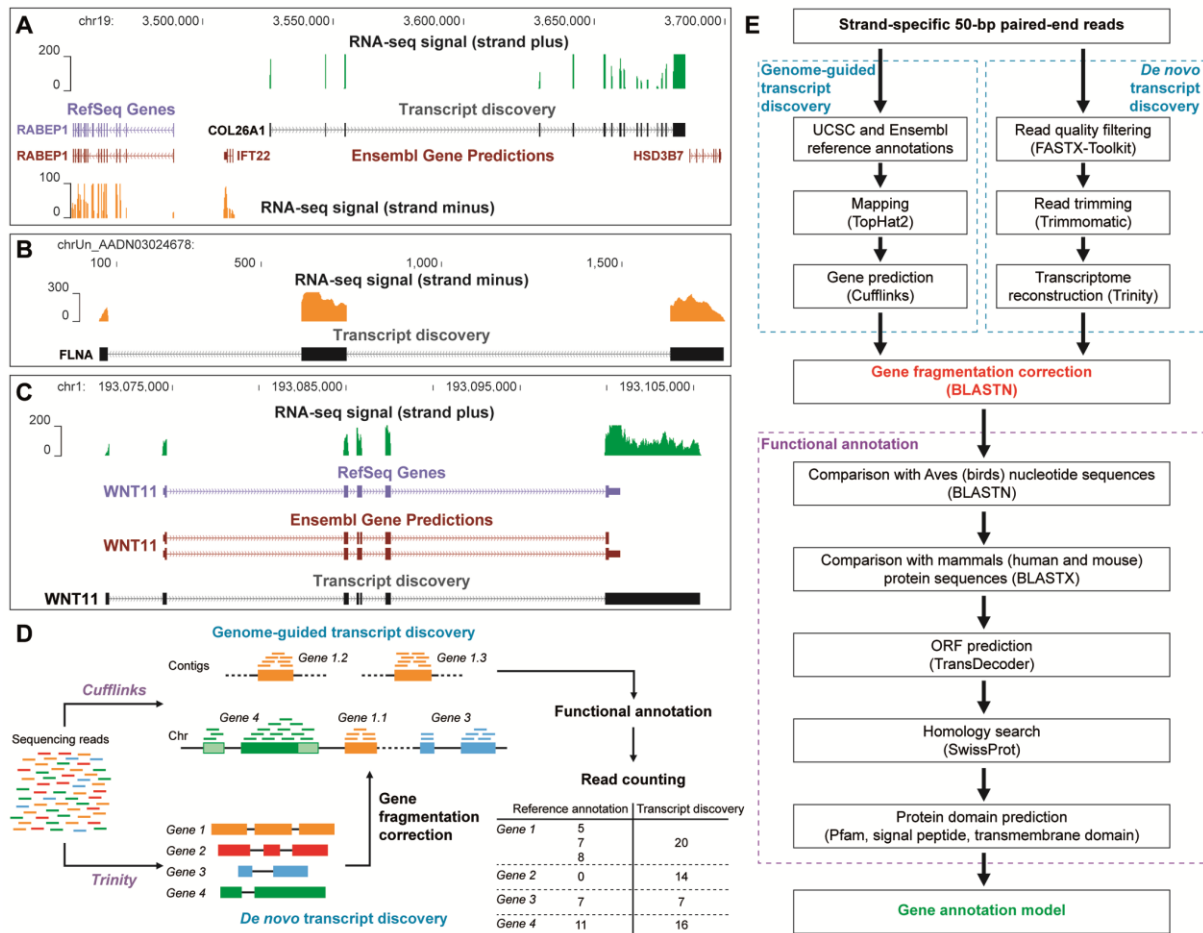 A
chr19: 3,500,000 3,550,000 3,600,000 3,650,000 3,700,000
RNA-seq signal (strand plus)
200
0
RefSeq Genes
Transcript discovery
RABEP1
COL26A1
RABEP1
IFT22
Ensembl Gene Predictions
HSD3B7
100
0
RNA-seq signal (strand minus)
B
chrUn_AADN03024678:
100 500 1,000 1,500
RNA-seq signal (strand minus)
300
0
Transcript discovery
FLNA
C
chr1: 193,075,000 193,085,000 193,095,000 193,105,000
RNA-seq signal (strand plus)
200
0
RefSeq Genes
WNT11
Ensembl Gene Predictions
WNT11
Transcript discovery
WNT11
D
Genome-guided transcript discovery
Contigs
Gene 1.2
Gene 1.3
Cufflinks
Sequencing reads
Chr
Gene 4
Gene 1.1
Gene 3
Gene
fragmentation
correction
Gene 1
Gene 2
Gene 3
Gene 4
Trinity
De novo transcript discovery
Functional annotation
Read counting
Reference annotation Transcript discovery
Gene 1 5
7 20
8
Gene 2 0 14
Gene 3 7 7
Gene 4 11 16
E
Strand-specific 50-bp paired-end reads
Genome-guided
transcript
discovery
De novo
transcript
discovery
UCSC and Ensembl
reference annotations
Mapping
(TopHat2)
Gene prediction
(Cufflinks)
Read quality filtering
(FASTX-Toolkit)
Read trimming
(Trimmomatic)
Transcriptome
reconstruction (Trinity)
Gene fragmentation correction
(BLASTN)
Functional annotation
Comparison with Aves (birds) nucleotide sequences
(BLASTN)
Comparison with mammals (human and mouse)
protein sequences (BLASTX)
ORF prediction
(TransDecoder)
Homology search
(SwissProt)
Protein domain prediction
(Pfam, signal peptide, transmembrane domain)
Gene annotation model